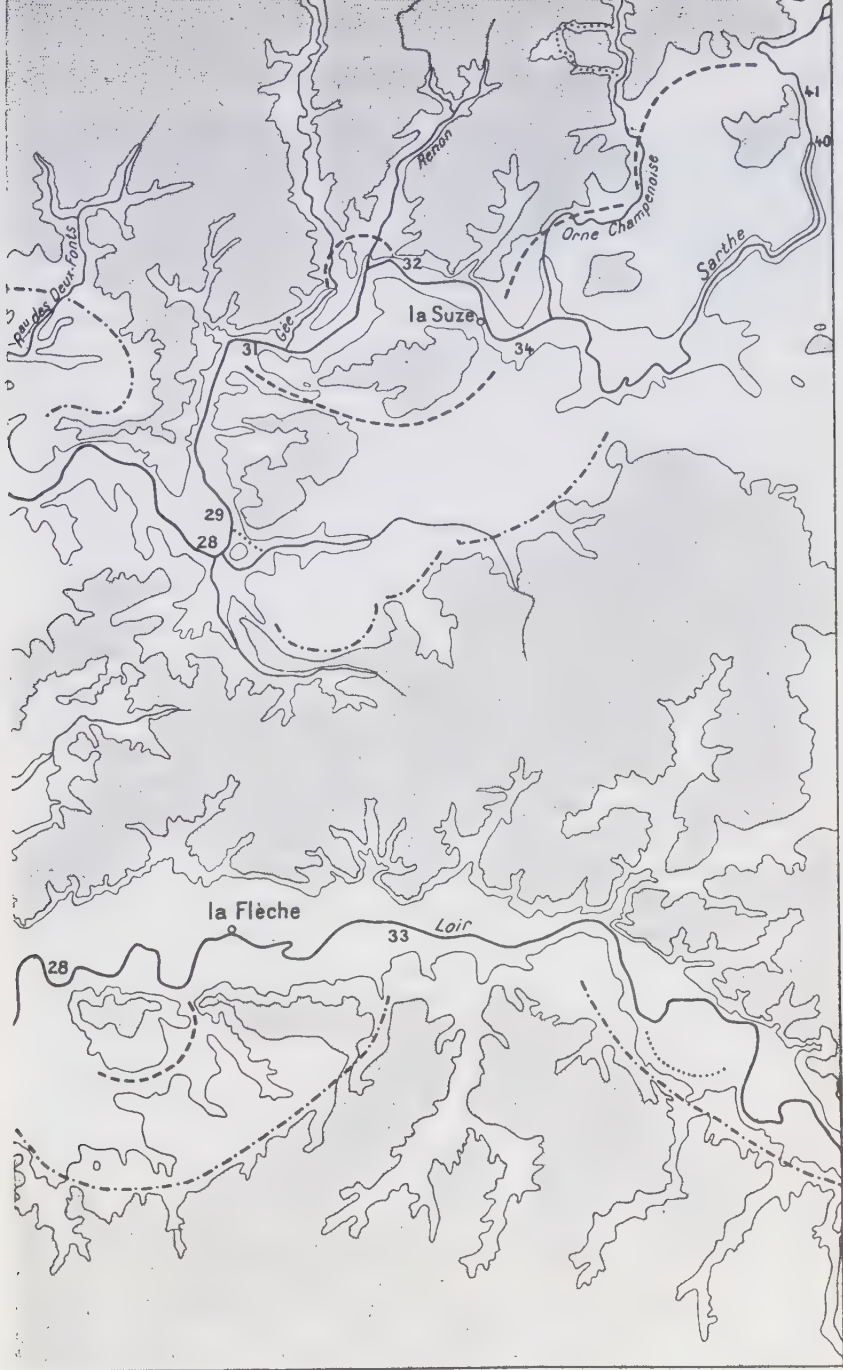 41
40
Renon
Orne Champenoise
Sarthe
Rau des Deux-Fonts
32
Gée
la Suze
31
34
29
28
la Flèche
Loir
33
28